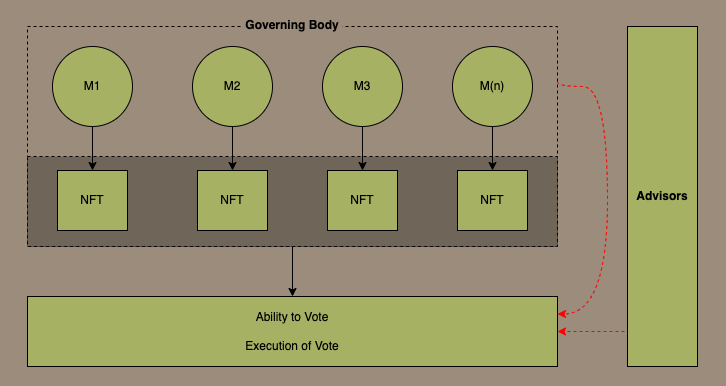 Governing Body
M1
M2
M3
M(n)
NFT
NFT
NFT
NFT
Advisors
Ability to Vote
Execution of Vote